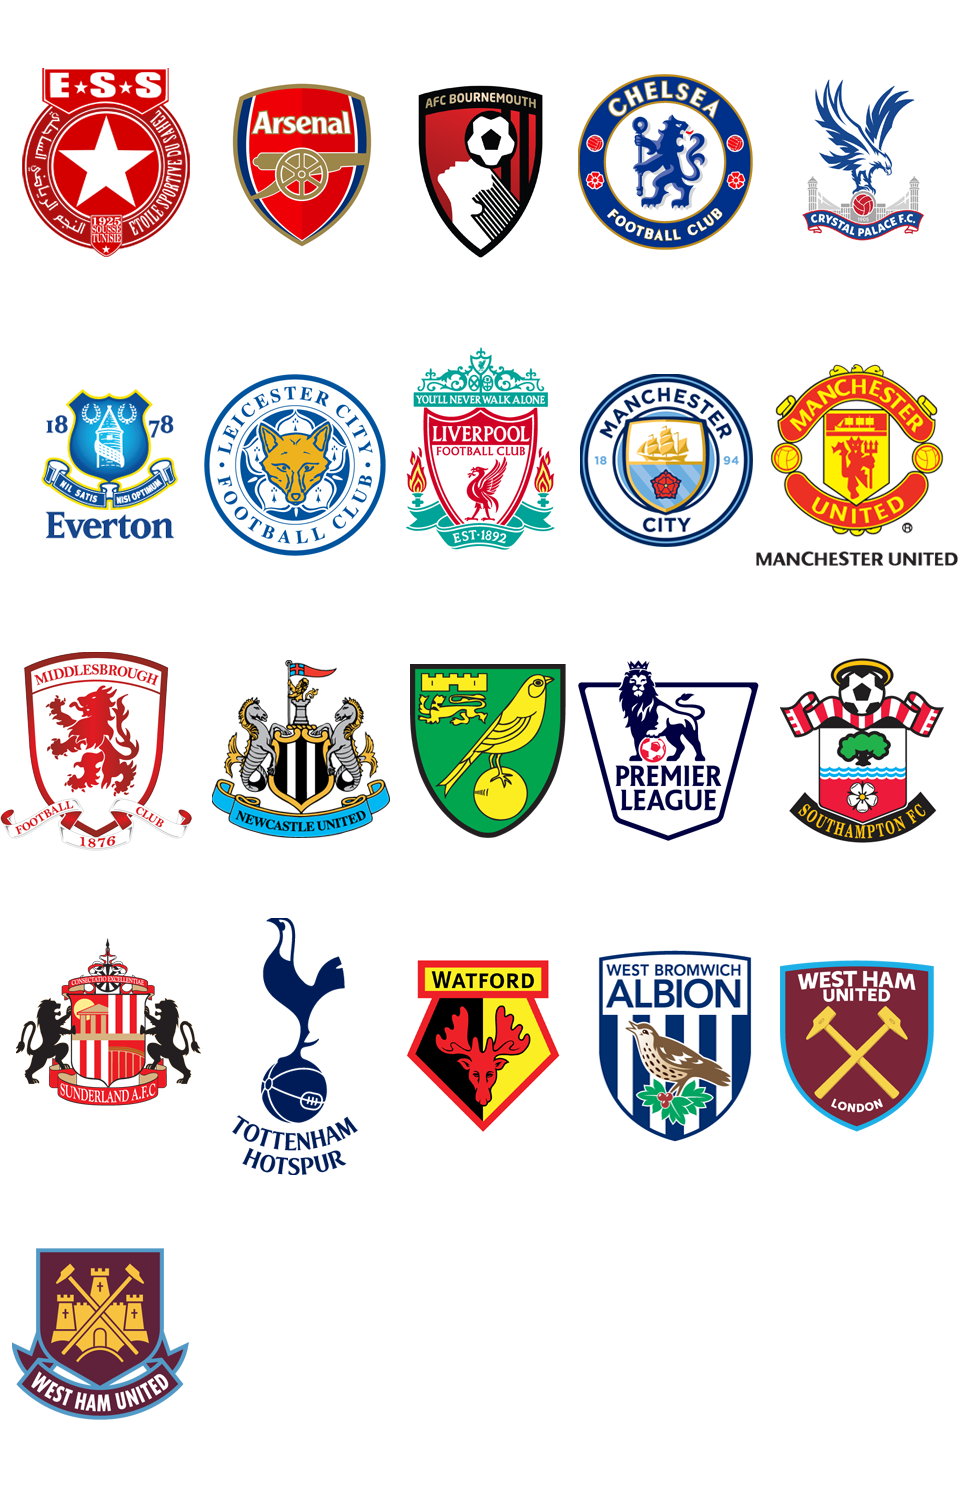 E S S
النجم الرياضي الساحلي
ETOILE SPORTIVE DU SAHEL
1925
SOUSSE
TUNISIE
Arsenal
AFC BOURNEMOUTH
CHELSEA
FOOTBALL CLUB
CRYSTAL PALACE F.C.
18 78
NIL SATIS NISI OPTIMUM
Everton
LEICESTER CITY
FOOTBALL CLUB
YOU'LL NEVER WALK ALONE
LIVERPOOL
FOOTBALL CLUB
EST·1892
MANCHESTER
18 94
CITY
MANCHESTER
UNITED
®
MANCHESTER UNITED
MIDDLESBROUGH
FOOTBALL CLUB
1876
NEWCASTLE UNITED
PREMIER
LEAGUE
SOUTHAMPTON FC
CONSECTATIO EXCELLENTIAE
SUNDERLAND A.F.C
TOTTENHAM
HOTSPUR
WATFORD
WEST BROMWICH
ALBION
WEST HAM
UNITED
LONDON
WEST HAM UNITED